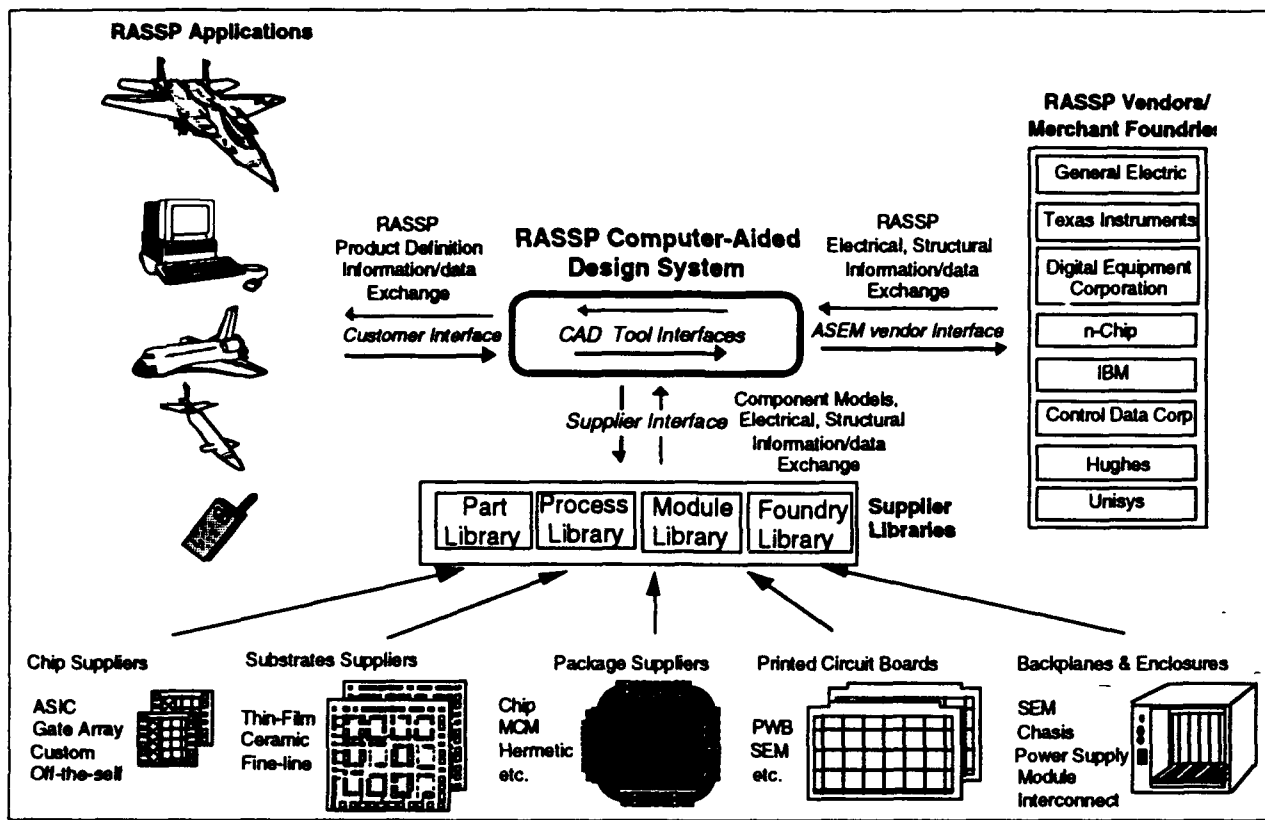 RASSP Applications
RASSP Vendors/
Merchant Foundries
General Electric
Texas Instruments
Digital Equipment
Corporation
n-Chip
IBM
Control Data Corp
Hughes
Unisys
RASSP
Product Definition
Information/data
Exchange
Customer Interface
RASSP Computer-Aided
Design System
CAD Tool Interfaces
RASSP
Electrical, Structural
Information/data
Exchange
ASEM vendor Interface
Supplier Interface
Component Models,
Electrical, Structural
Information/data
Exchange
Part
Library
Process
Library
Module
Library
Foundry
Library
Supplier
Libraries
Chip Suppliers
ASIC
Gate Array
Custom
Off-the-self
Substrates Suppliers
Thin-Film
Ceramic
Fine-line
Package Suppliers
Chip
MCM
Hermetic
etc.
Printed Circuit Boards
PWB
SEM
etc.
Backplanes & Enclosures
SEM
Chasis
Power Supply
Module
Interconnect